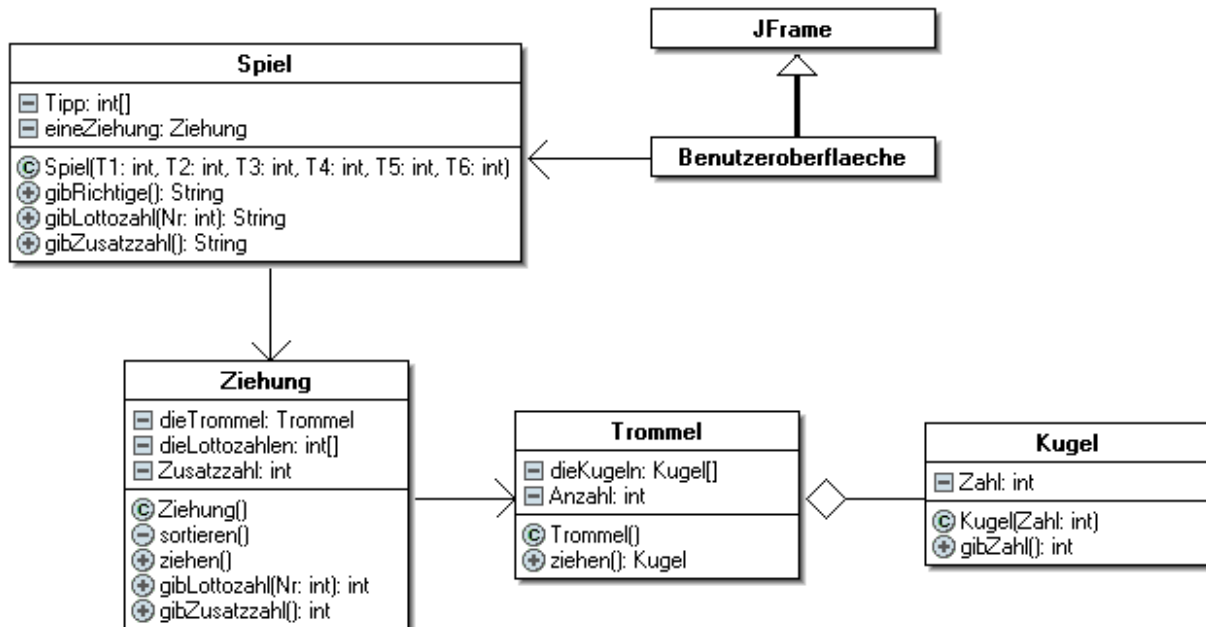 Spiel
Tipp: int[]
eineZiehung: Ziehung
C Spiel(T1: int, T2: int, T3: int, T4: int, T5: int, T6: int)
gibRichtige(): String
gibLottozahl(Nr: int): String
gibZusatzzahl(): String
JFrame
Benutzeroberflaeche
Ziehung
dieTrommel: Trommel
dieLottozahlen: int[]
Zusatzzahl: int
C Ziehung()
sortieren()
ziehen()
gibLottozahl(Nr: int): int
gibZusatzzahl(): int
Trommel
dieKugeln: Kugel[]
Anzahl: int
C Trommel()
ziehen(): Kugel
Kugel
Zahl: int
C Kugel(Zahl: int)
gibZahl(): int